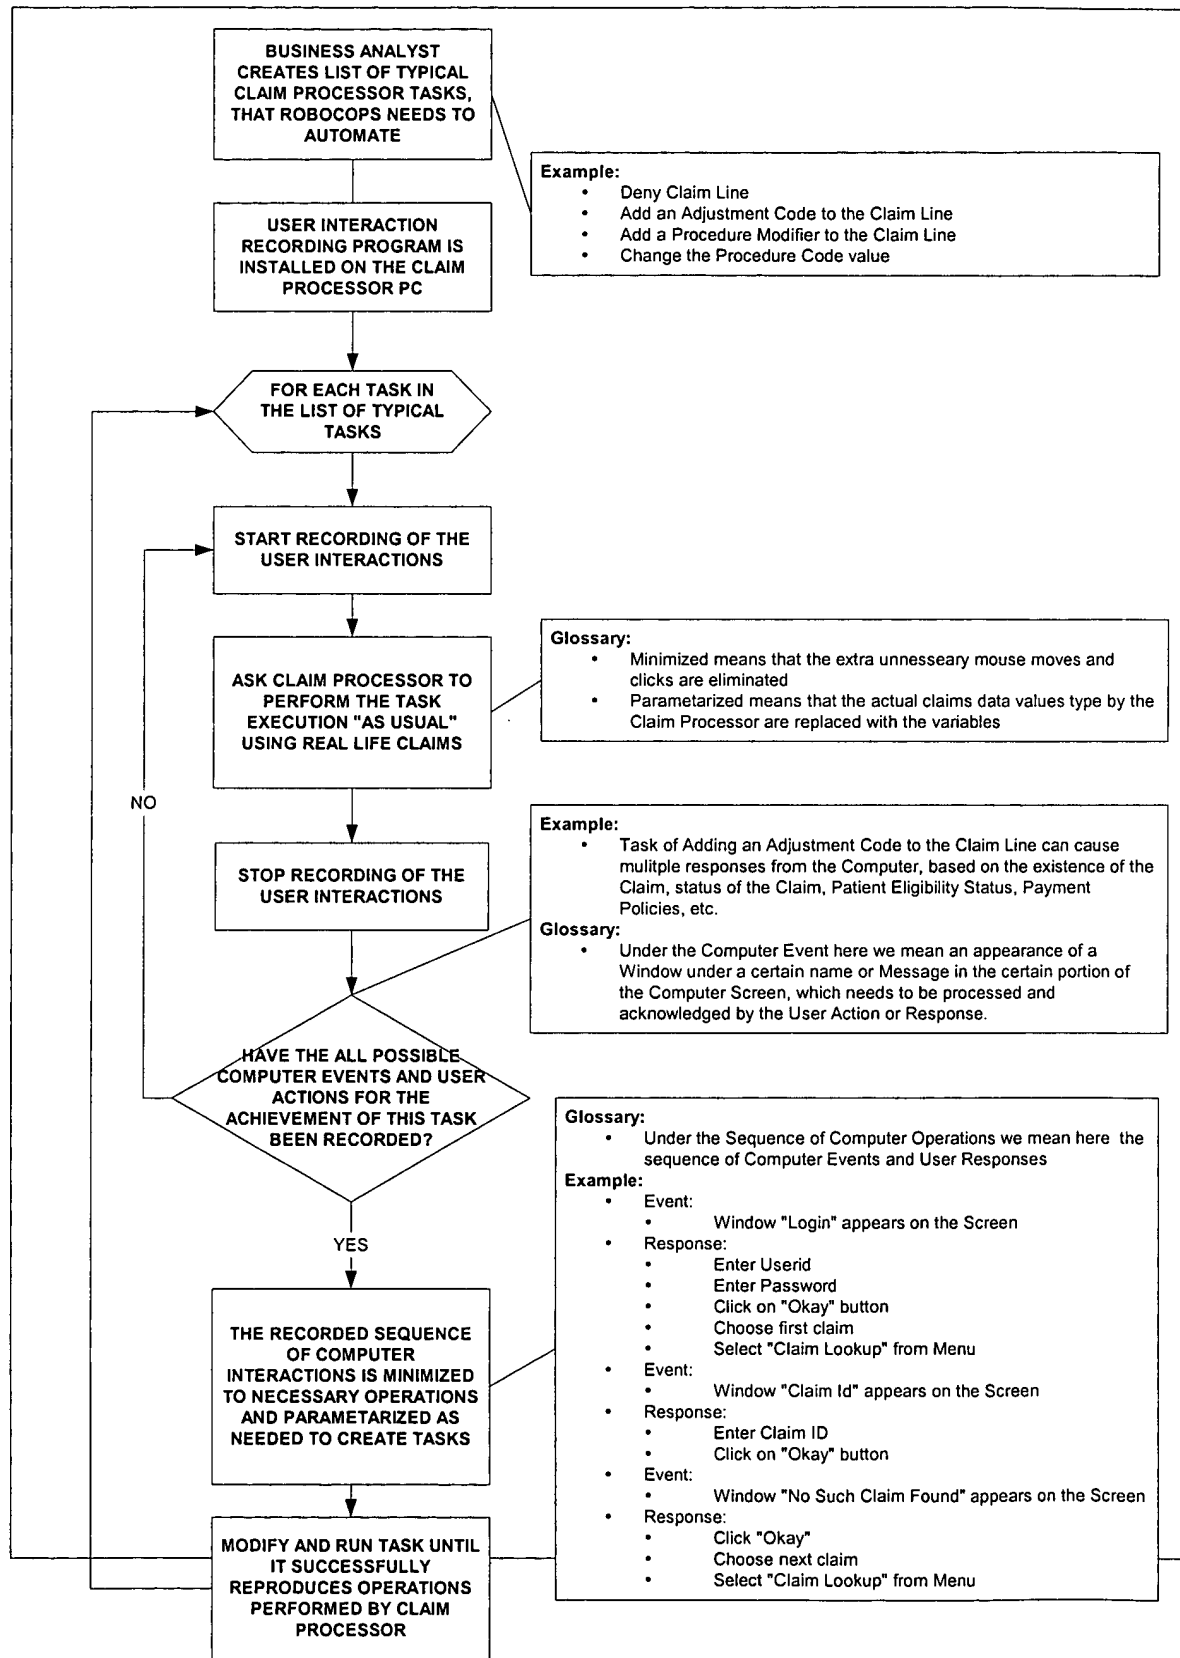 BUSINESS ANALYST
CREATES LIST OF TYPICAL
CLAIM PROCESSOR TASKS,
THAT ROBOCOPS NEEDS TO
AUTOMATE
Example:
• Deny Claim Line
• Add an Adjustment Code to the Claim Line
• Add a Procedure Modifier to the Claim Line
• Change the Procedure Code value
USER INTERACTION
RECORDING PROGRAM IS
INSTALLED ON THE CLAIM
PROCESSOR PC
FOR EACH TASK IN
THE LIST OF TYPICAL
TASKS
START RECORDING OF THE
USER INTERACTIONS
ASK CLAIM PROCESSOR TO
PERFORM THE TASK
EXECUTION "AS USUAL"
USING REAL LIFE CLAIMS
Glossary:
• Minimized means that the extra unnesseary mouse moves and
clicks are eliminated
• Parametarized means that the actual claims data values type by the
Claim Processor are replaced with the variables
NO
STOP RECORDING OF THE
USER INTERACTIONS
Example:
• Task of Adding an Adjustment Code to the Claim Line can cause
mulitple responses from the Computer, based on the existence of the
Claim, status of the Claim, Patient Eligibility Status, Payment
Policies, etc.
Glossary:
• Under the Computer Event here we mean an appearance of a
Window under a certain name or Message in the certain portion of
the Computer Screen, which needs to be processed and
acknowledged by the User Action or Response.
HAVE THE ALL POSSIBLE
COMPUTER EVENTS AND USER
ACTIONS FOR THE
ACHIEVEMENT OF THIS TASK
BEEN RECORDED?
YES
Glossary:
• Under the Sequence of Computer Operations we mean here the
sequence of Computer Events and User Responses
Example:
• Event:
• Window "Login" appears on the Screen
• Response:
• Enter Userid
• Enter Password
• Click on "Okay" button
• Choose first claim
• Select "Claim Lookup" from Menu
• Event:
• Window "Claim Id" appears on the Screen
• Response:
• Enter Claim ID
• Click on "Okay" button
• Event:
• Window "No Such Claim Found" appears on the Screen
• Response:
• Click "Okay"
• Choose next claim
• Select "Claim Lookup" from Menu
THE RECORDED SEQUENCE
OF COMPUTER
INTERACTIONS IS MINIMIZED
TO NECESSARY OPERATIONS
AND PARAMETARIZED AS
NEEDED TO CREATE TASKS
MODIFY AND RUN TASK UNTIL
IT SUCCESSFULLY
REPRODUCES OPERATIONS
PERFORMED BY CLAIM
PROCESSOR